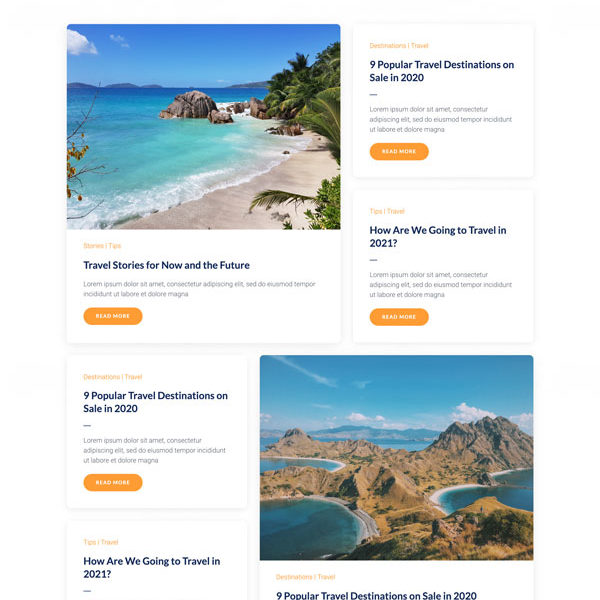 Destinations | Travel
9 Popular Travel Destinations on
Sale in 2020
Lorem ipsum dolor sit amet, consectetur
adipiscing elit, sed do eiusmod tempor incididunt
ut labore et dolore magna
READ MORE
Stories | Tips
Travel Stories for Now and the Future
Lorem ipsum dolor sit amet, consectetur adipiscing elit, sed do eiusmod tempor
incididunt ut labore et dolore magna
READ MORE
Tips | Travel
How Are We Going to Travel in
2021?
Lorem ipsum dolor sit amet, consectetur
adipiscing elit, sed do eiusmod tempor incididunt
ut labore et dolore magna
READ MORE
Destinations | Travel
9 Popular Travel Destinations on
Sale in 2020
Lorem ipsum dolor sit amet, consectetur
adipiscing elit, sed do eiusmod tempor incididunt
ut labore et dolore magna
READ MORE
Tips | Travel
How Are We Going to Travel in
2021?
Destinations | Travel
9 Popular Travel Destinations on Sale in 2020